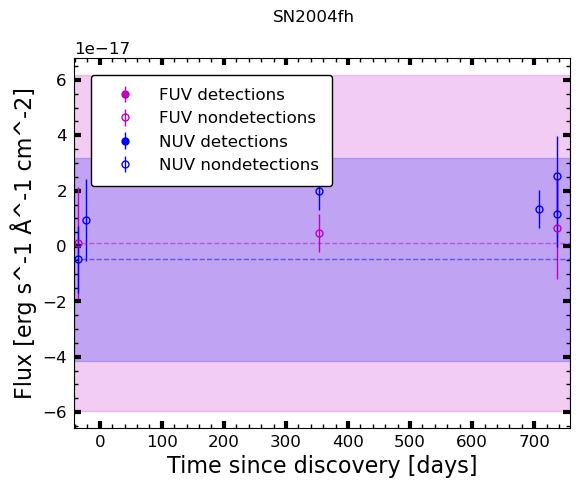 SN2004fh
1e−17
FUV detections
FUV nondetections
NUV detections
NUV nondetections
6
4
2
0
−2
−4
−6
Flux [erg s^-1 Å^-1 cm^-2]
0 100 200 300 400 500 600 700
Time since discovery [days]